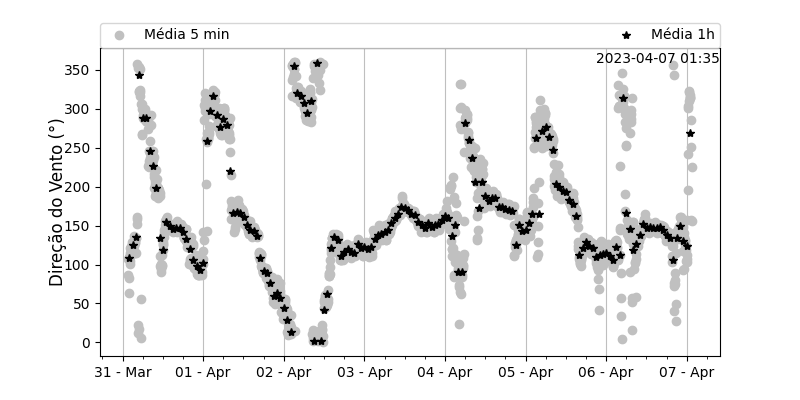 Média 5 min
Média 1h
2023-04-07 01:35
Direção do Vento (°)
350
300
250
200
150
100
50
0
31 - Mar
01 - Apr
02 - Apr
03 - Apr
04 - Apr
05 - Apr
06 - Apr
07 - Apr